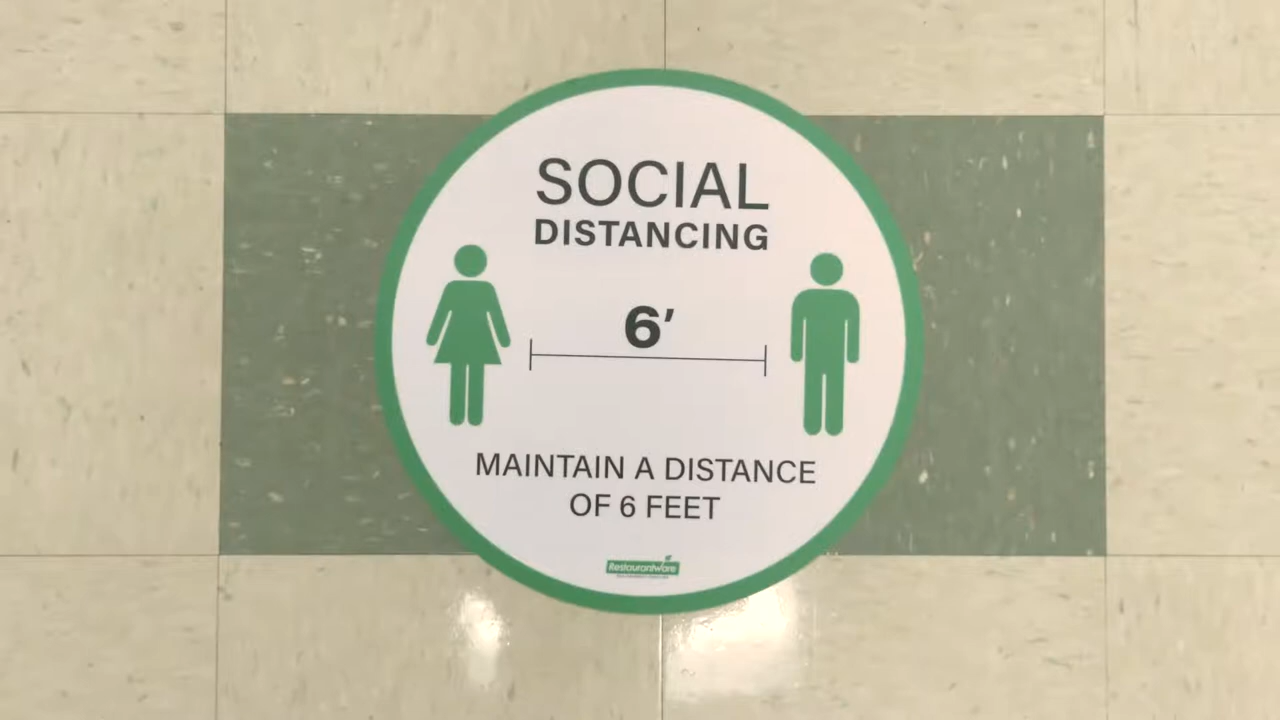 SOCIAL
DISTANCING
6'
MAINTAIN A DISTANCE
OF 6 FEET
Restaurantware